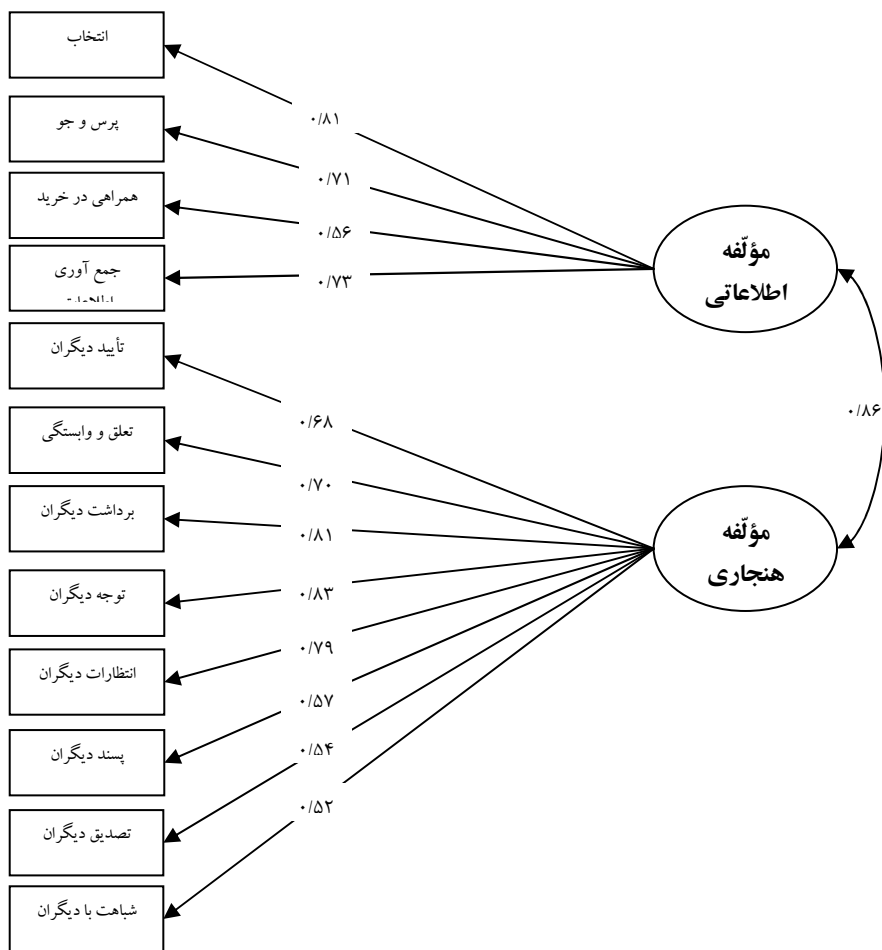 انتخاب
پرس و جو
همراهی در خرید
جمع آوری
تأیید دیگران
تعلق و وابستگی
برداشت دیگران
توجه دیگران
انتظارات دیگران
پسند دیگران
تصدیق دیگران
شباهت با دیگران
۰/۸۱
۰/۷۱
۰/۵۶
۰/۷۳
۰/۶۸
۰/۷۰
۰/۸۱
۰/۸۳
۰/۷۹
۰/۵۷
۰/۵۴
۰/۵۲
مؤلّفه
اطلاعاتی
مؤلّفه
هنجاری
۰/۸۶